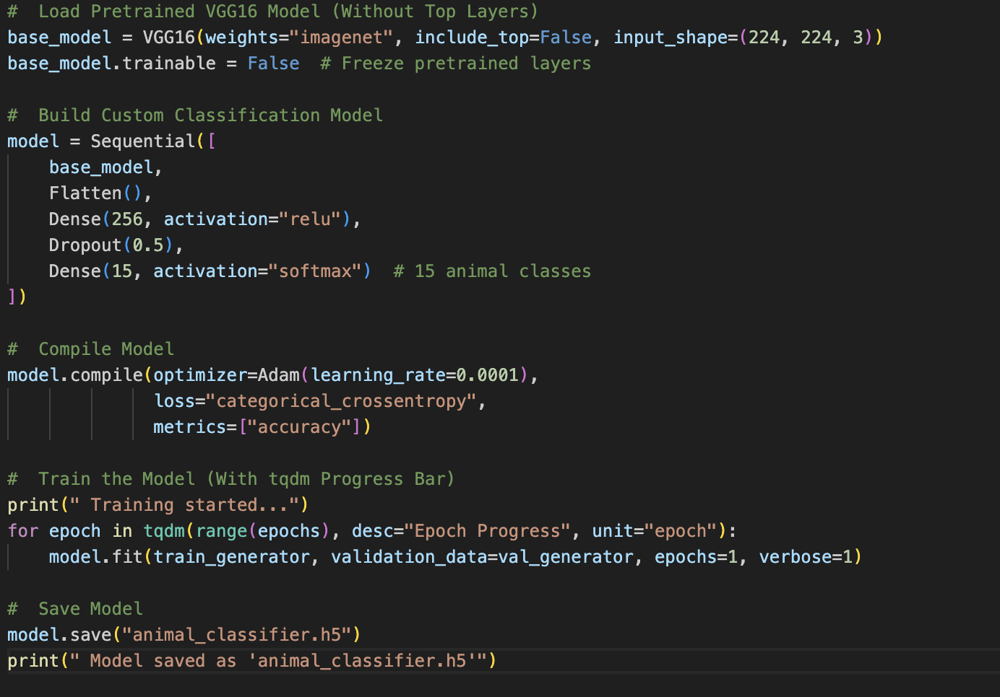 #  Load Pretrained VGG16 Model (Without Top Layers)
base_model = VGG16(weights="imagenet", include_top=False, input_shape=(224, 224, 3))
base_model.trainable = False  # Freeze pretrained layers

#  Build Custom Classification Model
model = Sequential([
    base_model,
    Flatten(),
    Dense(256, activation="relu"),
    Dropout(0.5),
    Dense(15, activation="softmax")  # 15 animal classes
])

#  Compile Model
model.compile(optimizer=Adam(learning_rate=0.0001),
              loss="categorical_crossentropy",
              metrics=["accuracy"])

#  Train the Model (With tqdm Progress Bar)
print(" Training started...")
for epoch in tqdm(range(epochs), desc="Epoch Progress", unit="epoch"):
    model.fit(train_generator, validation_data=val_generator, epochs=1, verbose=1)

#  Save Model
model.save("animal_classifier.h5")
print(" Model saved as 'animal_classifier.h5'")